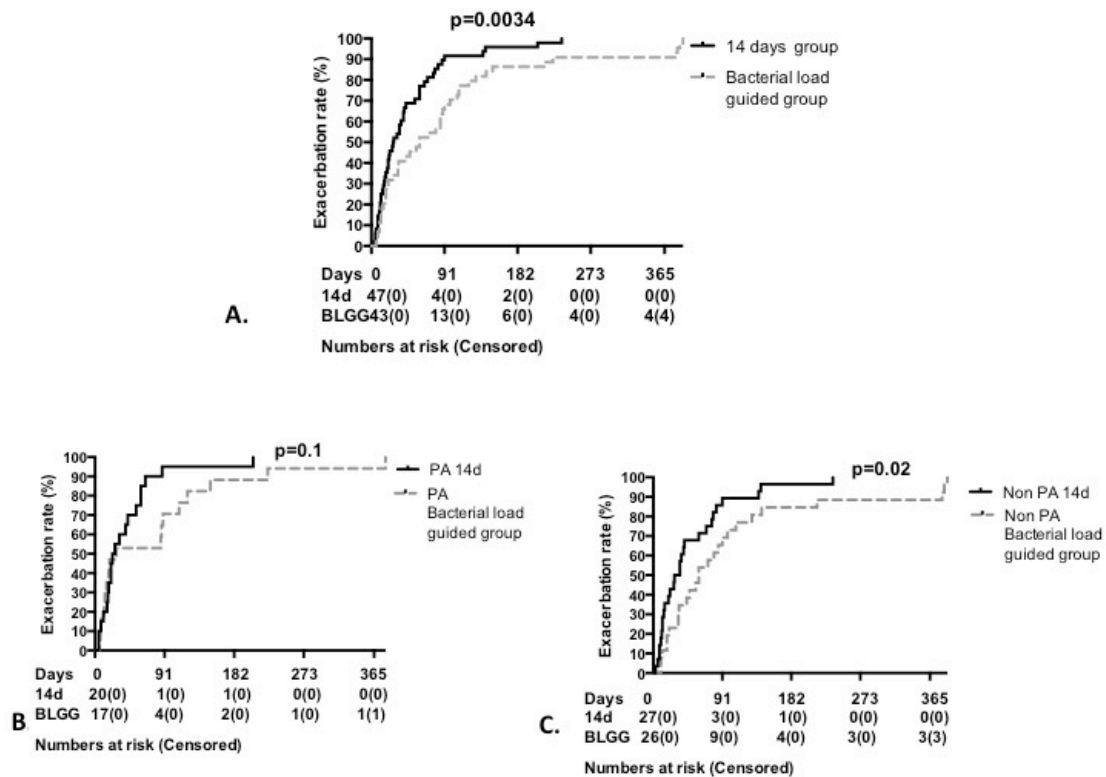 p=0.0034
Exacerbation rate (%)
100
90
80
70
60
50
40
30
20
10
0
14 days group
Bacterial load
guided group
Days 0 91 182 273 365
14d 47(0) 4(0) 2(0) 0(0) 0(0)
BLGG43(0) 13(0) 6(0) 4(0) 4(4)
Numbers at risk (Censored)
A.
p=0.1
Exacerbation rate (%)
100
90
80
70
60
50
40
30
20
10
0
PA 14d
PA
Bacterial load
guided group
Days 0 91 182 273 365
14d 20(0) 1(0) 1(0) 0(0) 0(0)
BLGG 17(0) 4(0) 2(0) 1(0) 1(1)
Numbers at risk (Censored)
B.
p=0.02
Exacerbation rate (%)
100
90
80
70
60
50
40
30
20
10
0
Non PA 14d
Non PA
Bacterial load
guided group
Days 0 91 182 273 365
14d 27(0) 3(0) 1(0) 0(0) 0(0)
BLGG 26(0) 9(0) 4(0) 3(0) 3(3)
Numbers at risk (Censored)
C.